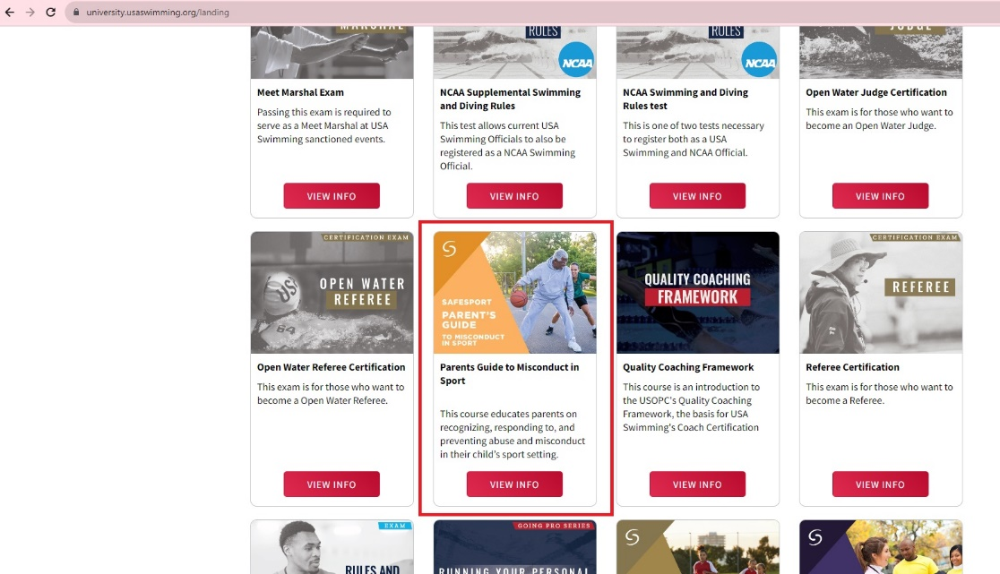 university.usaswimming.org/landing
MARSHAL
RULES
NCAA
RULES
NCAA
JUDGE
Meet Marshal Exam
Passing this exam is required to
serve as a Meet Marshal at USA
Swimming sanctioned events.
VIEW INFO
NCAA Supplemental Swimming
and Diving Rules
This test allows current USA
Swimming Officials to also be
registered as a NCAA Swimming
Official.
VIEW INFO
NCAA Swimming and Diving
Rules test
This is one of two tests necessary
to register both as a USA
Swimming and NCAA Official.
VIEW INFO
Open Water Judge Certification
This exam is for those who want to
become an Open Water Judge.
VIEW INFO
CERTIFICATION EXAM
OPEN WATER
REFEREE
US
84
Open Water Referee Certification
This exam is for those who want to
become a Open Water Referee.
VIEW INFO
S
SAFESPORT
PARENT'S
GUIDE
TO MISCONDUCT
IN SPORT
Parents Guide to Misconduct in
Sport
This course educates parents on
recognizing, responding to, and
preventing abuse and misconduct
in their child's sport setting.
VIEW INFO
QUALITY COACHING
FRAMEWORK
Quality Coaching Framework
This course is an introduction to
the USOPC's Quality Coaching
Framework, the basis for USA
Swimming's Coach Certification
VIEW INFO
CERTIFICATION EXAM
REFEREE
Referee Certification
This exam is for those who want to
become a Referee.
VIEW INFO
EXAM
RULES AND
GOING PRO SERIES
RUNNING YOUR PERSONAL
S
S